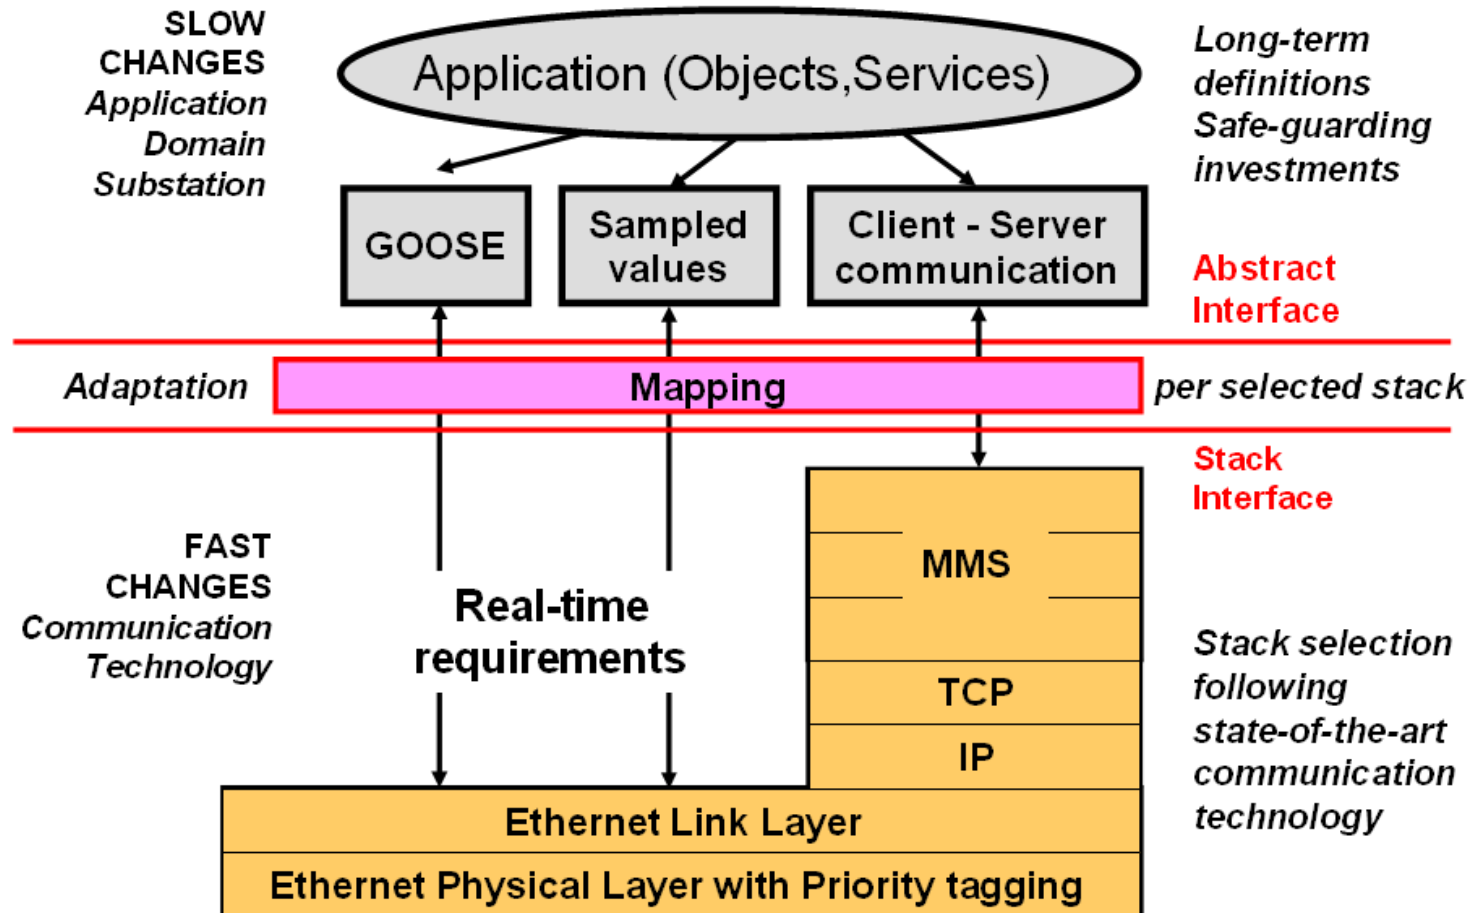 SLOW
CHANGES
Application
Domain
Substation
Application (Objects,Services)
Long-term
definitions
Safe-guarding
investments
GOOSE
Sampled
values
Client - Server
communication
Abstract
Interface
Adaptation
Mapping
per selected stack
Stack
Interface
FAST
CHANGES
Communication
Technology
Real-time
requirements
MMS
TCP
IP
Stack selection
following
state-of-the-art
communication
technology
Ethernet Link Layer
Ethernet Physical Layer with Priority tagging